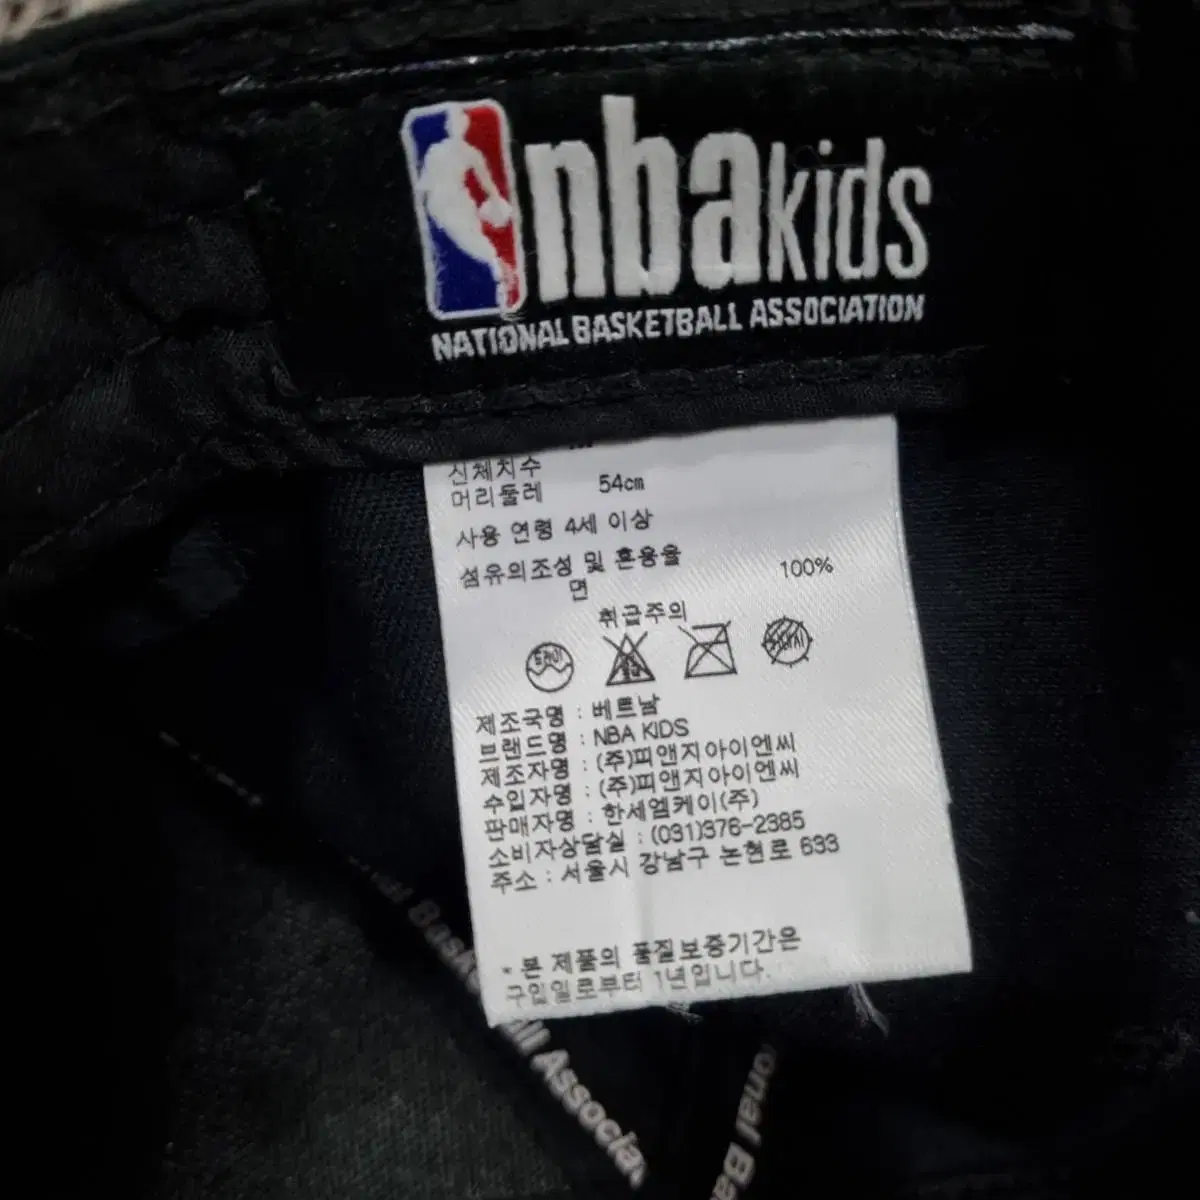 nbakids
NATIONAL BASKETBALL ASSOCIATION
신체치수
머리둘레 54cm
사용 연령 4세 이상
섬유의조성 및 혼용율
면 100%
취급주의
제조국명 : 베트남
브랜드명 : NBA KIDS
제조자명 : (주)피앤지아이엔씨
수입자명 : (주)피앤지아이엔씨
판매자명 : 한세엘케이(주)
소비자상담실 : (031)376-2385
주소 : 서울시 강남구 논현로 633
* 본 제품의 품질보증기간은
구입일로부터 1년입니다.